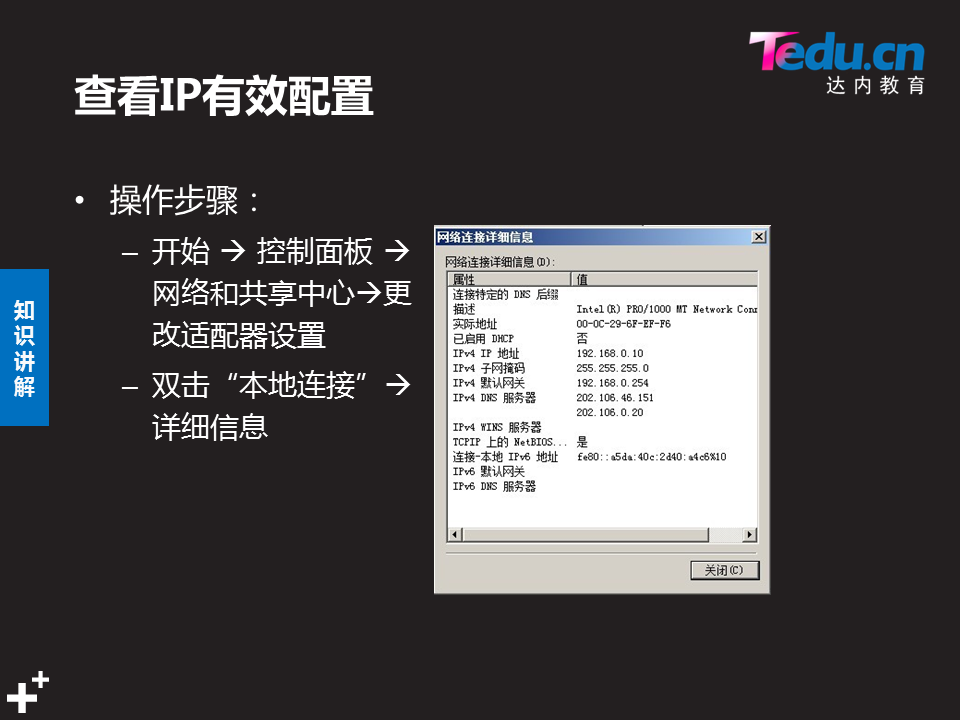 Tedu.cn
达内教育
查看IP有效配置
• 操作步骤：
– 开始 → 控制面板 →
网络和共享中心→更
改适配器设置
– 双击“本地连接” →
详细信息
知
识
讲
解
网络连接详细信息
网络连接详细信息(D):
属性 值
连接特定的 DNS 后缀
描述 Intel(R) PRO/1000 MT Network Conn
实际地址 00-0C-29-6F-EF-F6
已启用 DHCP 否
IPv4 IP 地址 192.168.0.10
IPv4 子网掩码 255.255.255.0
IPv4 默认网关 192.168.0.254
IPv4 DNS 服务器 202.106.46.151
202.106.0.20
IPv4 WINS 服务器
TCPIP 上的 NetBIOS... 是
连接-本地 IPv6 地址 fe80::a5da:40c:2d40:a4c6%10
IPv6 默认网关
IPv6 DNS 服务器
关闭(C)